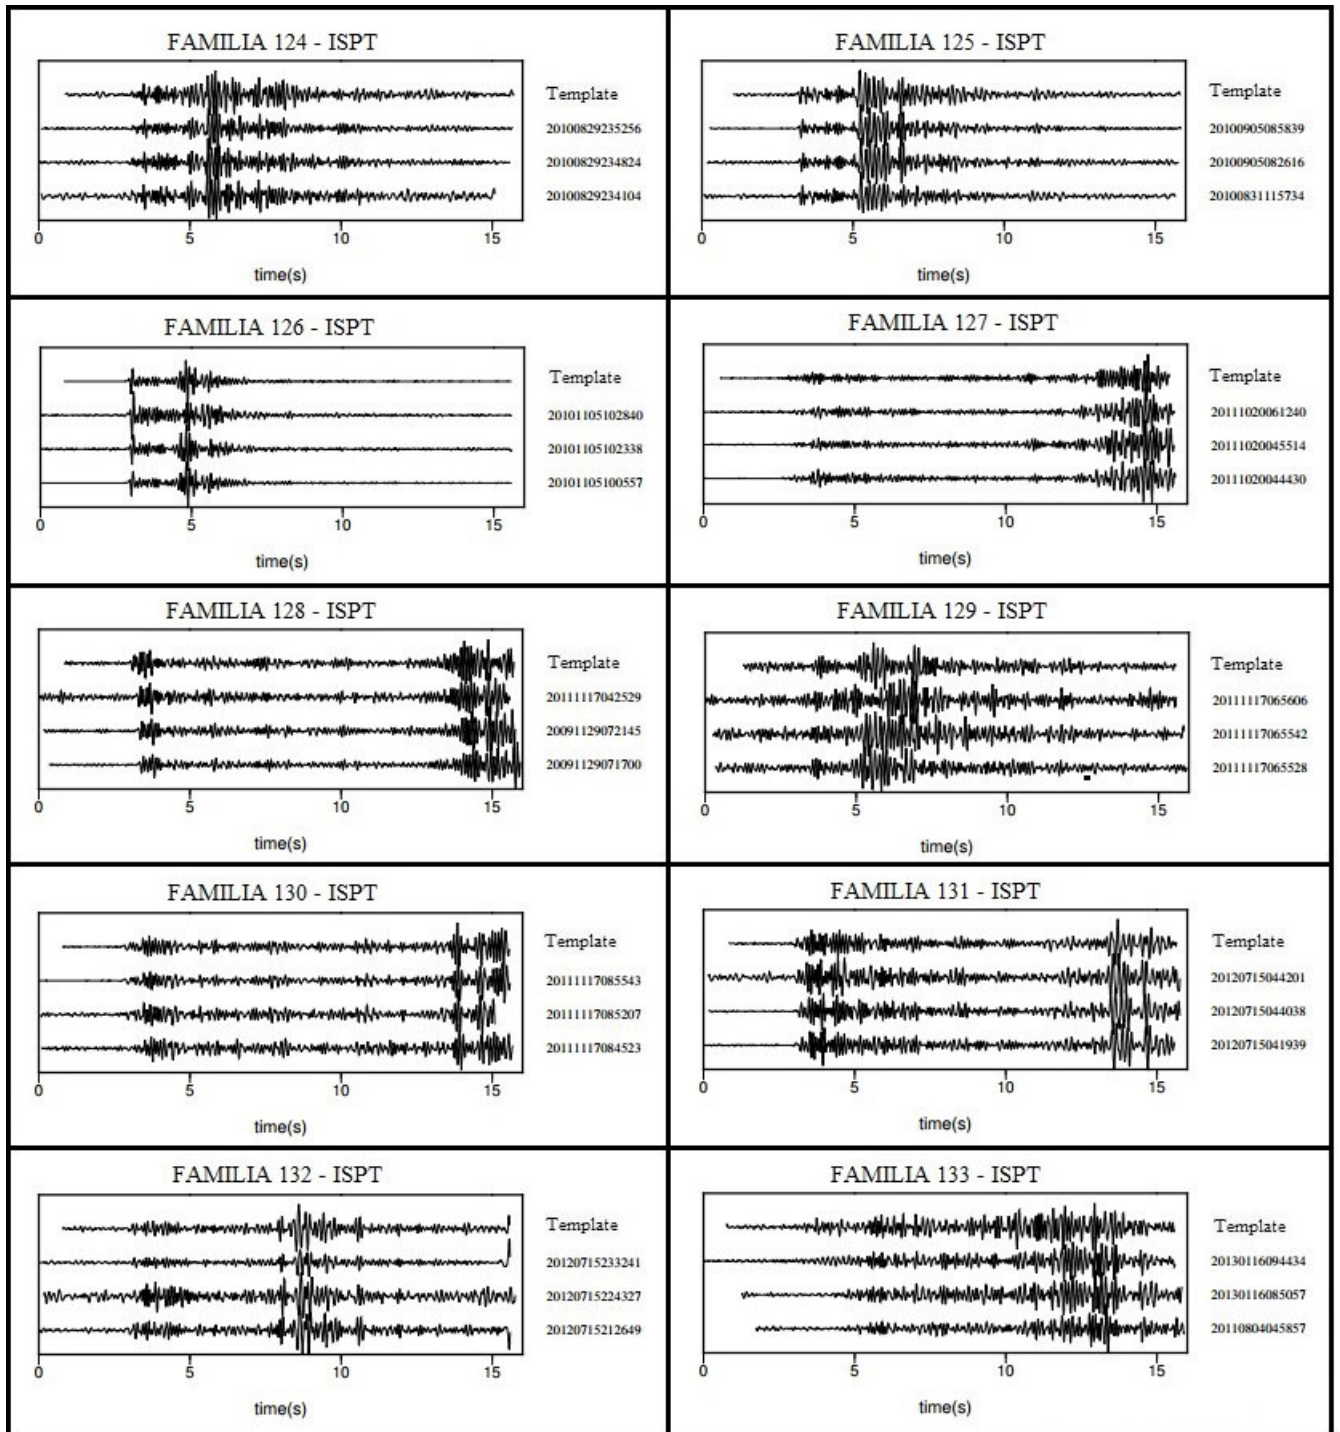 FAMILIA 124 - ISPT
Template
20100829235256
20100829234824
20100829234104
0 5 10 15
time(s)
FAMILIA 125 - ISPT
Template
20100905085839
20100905082616
20100831115734
0 5 10 15
time(s)
FAMILIA 126 - ISPT
Template
20101105102840
20101105102338
20101105100557
0 5 10 15
time(s)
FAMILIA 127 - ISPT
Template
20111020061240
20111020045514
20111020044430
0 5 10 15
time(s)
FAMILIA 128 - ISPT
Template
20111117042529
20091129072145
20091129071700
0 5 10 15
time(s)
FAMILIA 129 - ISPT
Template
20111117065606
20111117065542
20111117065528
0 5 10 15
time(s)
FAMILIA 130 - ISPT
Template
20111117085543
20111117085207
20111117084523
0 5 10 15
time(s)
FAMILIA 131 - ISPT
Template
20120715044201
20120715044038
20120715041939
0 5 10 15
time(s)
FAMILIA 132 - ISPT
Template
20120715233241
20120715224327
20120715212649
0 5 10 15
time(s)
FAMILIA 133 - ISPT
Template
20130116094434
20130116085057
20110804045857
0 5 10 15
time(s)